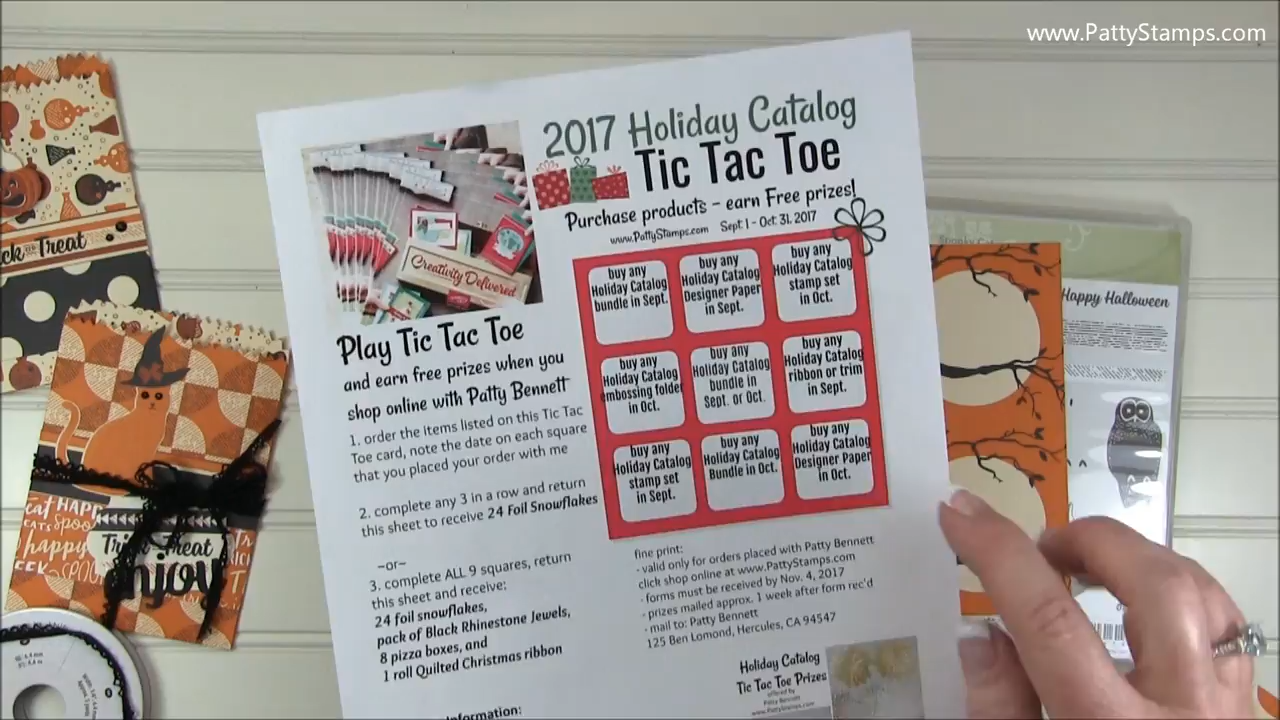 www.PattyStamps.com
2017 Holiday Catalog
Tic Tac Toe
Purchase products - earn Free prizes!
www.PattyStamps.com Sept. 1 - Oct. 31. 2017
Creativity Delivered
buy any
Holiday Catalog
bundle in Sept.
buy any
Holiday Catalog
Designer Paper
in Sept.
buy any
Holiday Catalog
stamp set
in Oct.
buy any
Holiday Catalog
embossing folder
in Oct.
buy any
Holiday Catalog
bundle in
Sept. or Oct.
buy any
Holiday Catalog
ribbon or trim
in Sept.
buy any
Holiday Catalog
stamp set
in Sept.
buy any
Holiday Catalog
Bundle in Oct.
buy any
Holiday Catalog
Designer Paper
in Oct.
Play Tic Tac Toe
and earn free prizes when you
shop online with Patty Bennett
1. order the items listed on this Tic Tac
Toe card, note the date on each square
that you placed your order with me
2. complete any 3 in a row and return
this sheet to receive 24 Foil Snowflakes
-or-
3. complete ALL 9 squares, return
this sheet and receive:
24 foil snowflakes,
pack of Black Rhinestone Jewels,
8 pizza boxes, and
1 roll Quilted Christmas ribbon
fine print:
- valid only for orders placed with Patty Bennett
click shop online at www.PattyStamps.com
- forms must be received by Nov. 4, 2017
- prizes mailed approx. 1 week after form rec'd
- mail to: Patty Bennett
125 Ben Lomond, Hercules, CA 94547
Holiday Catalog
Tic Tac Toe Prizes
offered by
Patty Bennett
www.PattyStamps.com
Information:
Treat
Trick or Treat
enjoy
happy
Happy Halloween